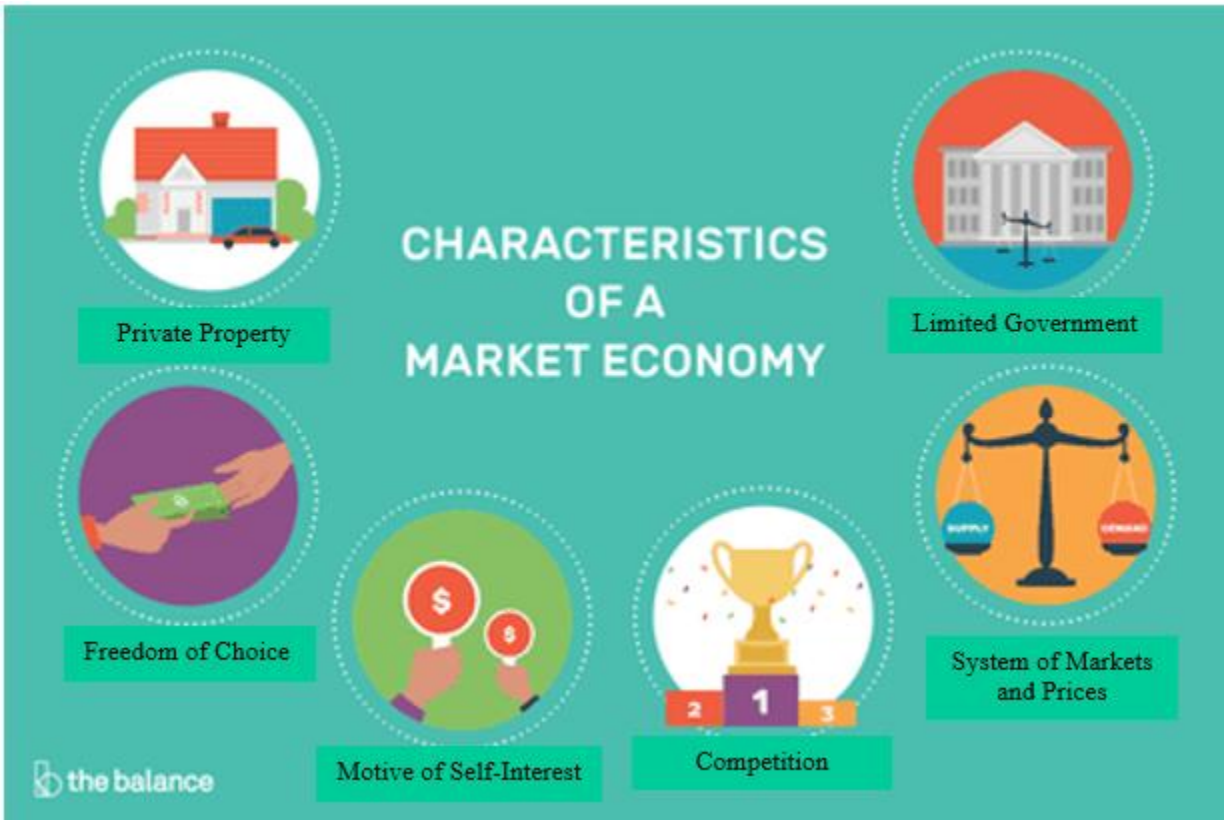 CHARACTERISTICS
OF A
MARKET ECONOMY
Private Property
Limited Government
Freedom of Choice
SUPPLY
DEMAND
System of Markets
and Prices
Motive of Self-Interest
$
$
2
1
3
Competition
the balance